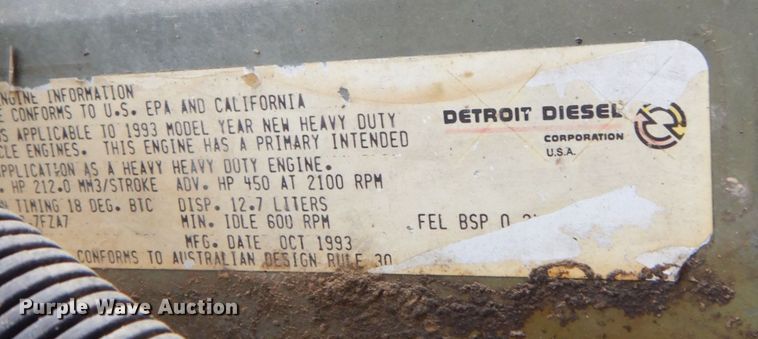 ENGINE INFORMATION
CONFORMS TO U.S. EPA AND CALIFORNIA
APPLICABLE TO 1993 MODEL YEAR NEW HEAVY DUTY
CLE ENGINES. THIS ENGINE HAS A PRIMARY INTENDED
APPLICATION AS A HEAVY HEAVY DUTY ENGINE.
. HP 212.0 MM3/STROKE ADV. HP 450 AT 2100 RPM
TIMING 18 DEG. BTC DISP. 12.7 LITERS
-7FZA7 MIN. IDLE 600 RPM FEL BSP
MFG. DATE OCT 1993
CONFORMS TO AUSTRALIAN DESIGN RULE 30
DETROIT DIESEL
CORPORATION
U.S.A.
Purple Wave Auction